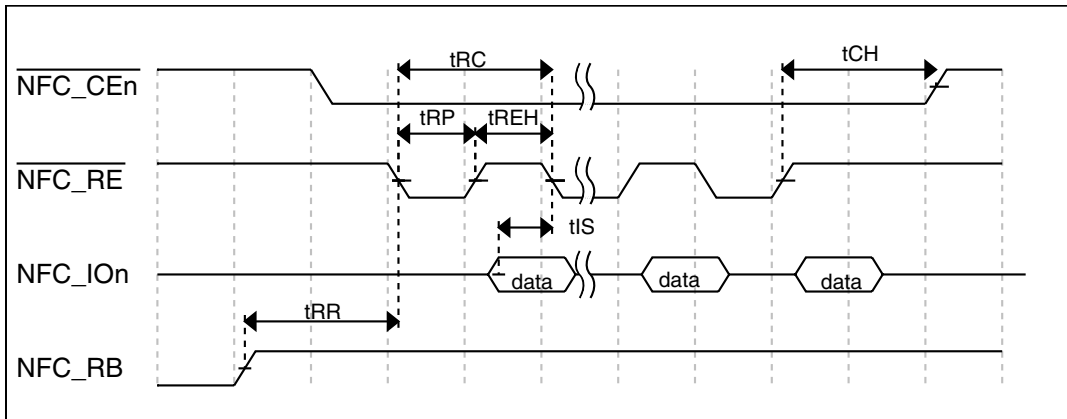 tRC
tCH
NFC_CEn
tRP
tREH
NFC_RE
tIS
NFC_IOn
data
data
data
tRR
NFC_RB